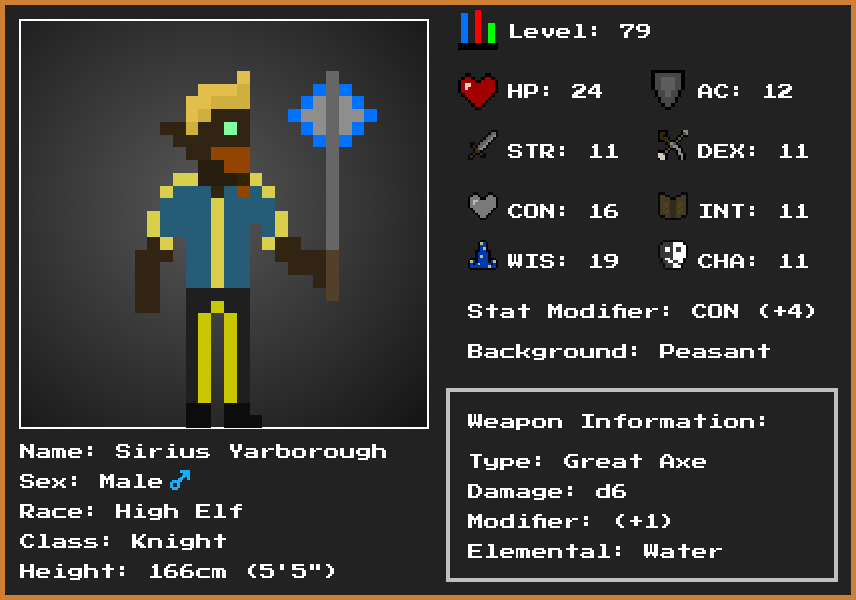 Level: 79
HP: 24 AC: 12
STR: 11 DEX: 11
CON: 16 INT: 11
WIS: 19 CHA: 11
Stat Modifier: CON (+4)
Background: Peasant
Weapon Information:
Type: Great Axe
Damage: d6
Modifier: (+1)
Elemental: Water
Name: Sirius Yarborough
Sex: Male♂
Race: High Elf
Class: Knight
Height: 166cm (5'5")